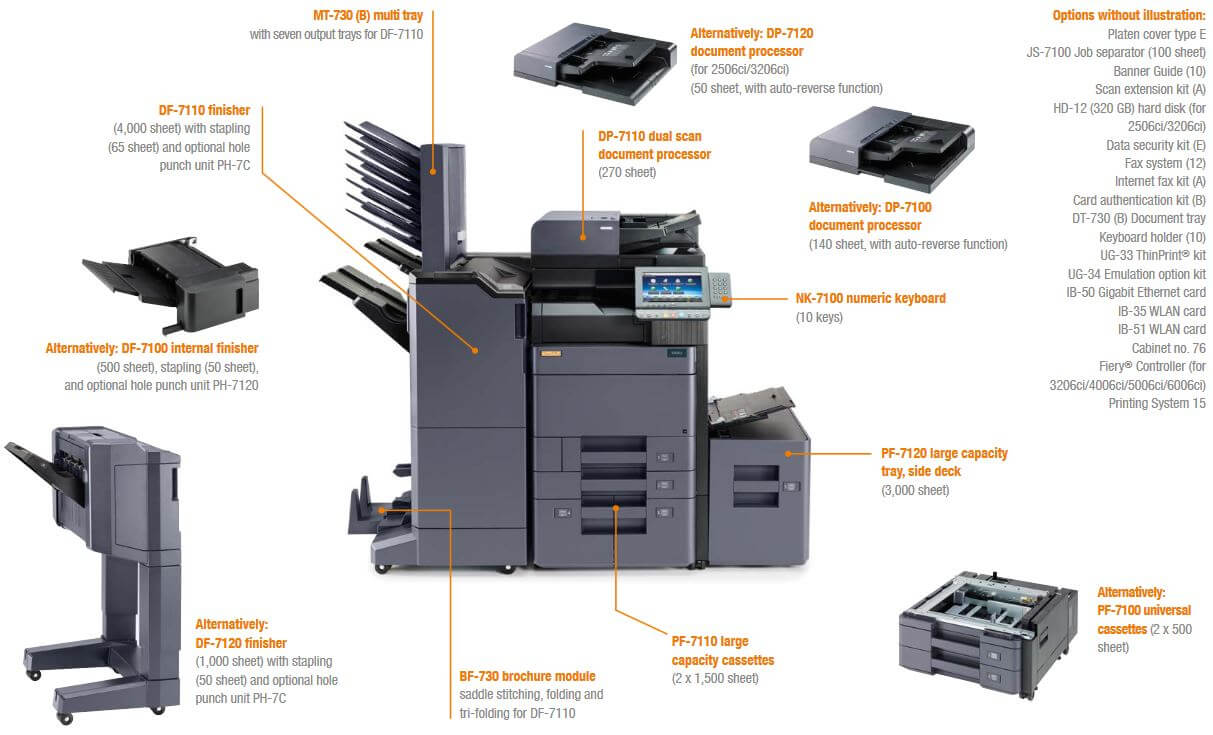 MT-730 (B) multi tray
with seven output trays for DF-7110
Alternatively: DP-7120
document processor
(for 2506ci/3206ci)
(50 sheet, with auto-reverse function)
Options without illustration:
Platen cover type E
JS-7100 Job separator (100 sheet)
Banner Guide (10)
Scan extension kit (A)
HD-12 (320 GB) hard disk (for
2506ci/3206ci)
Data security kit (E)
Fax system (12)
Internet fax kit (A)
Card authentication kit (B)
DT-730 (B) Document tray
Keyboard holder (10)
UG-33 ThinPrint® kit
UG-34 Emulation option kit
IB-50 Gigabit Ethernet card
IB-35 WLAN card
IB-51 WLAN card
Cabinet no. 76
Fiery® Controller (for
3206ci/4006ci/5006ci/6006ci)
Printing System 15
DF-7110 finisher
(4,000 sheet) with stapling
(65 sheet) and optional hole
punch unit PH-7C
DP-7110 dual scan
document processor
(270 sheet)
Alternatively: DP-7100
document processor
(140 sheet, with auto-reverse function)
NK-7100 numeric keyboard
(10 keys)
Alternatively: DF-7100 internal finisher
(500 sheet), stapling (50 sheet),
and optional hole punch unit PH-7120
PF-7120 large capacity
tray, side deck
(3,000 sheet)
Alternatively:
DF-7120 finisher
(1,000 sheet) with stapling
(50 sheet) and optional hole
punch unit PH-7C
BF-730 brochure module
saddle stitching, folding and
tri-folding for DF-7110
PF-7110 large
capacity cassettes
(2 x 1,500 sheet)
Alternatively:
PF-7100 universal
cassettes (2 x 500
sheet)